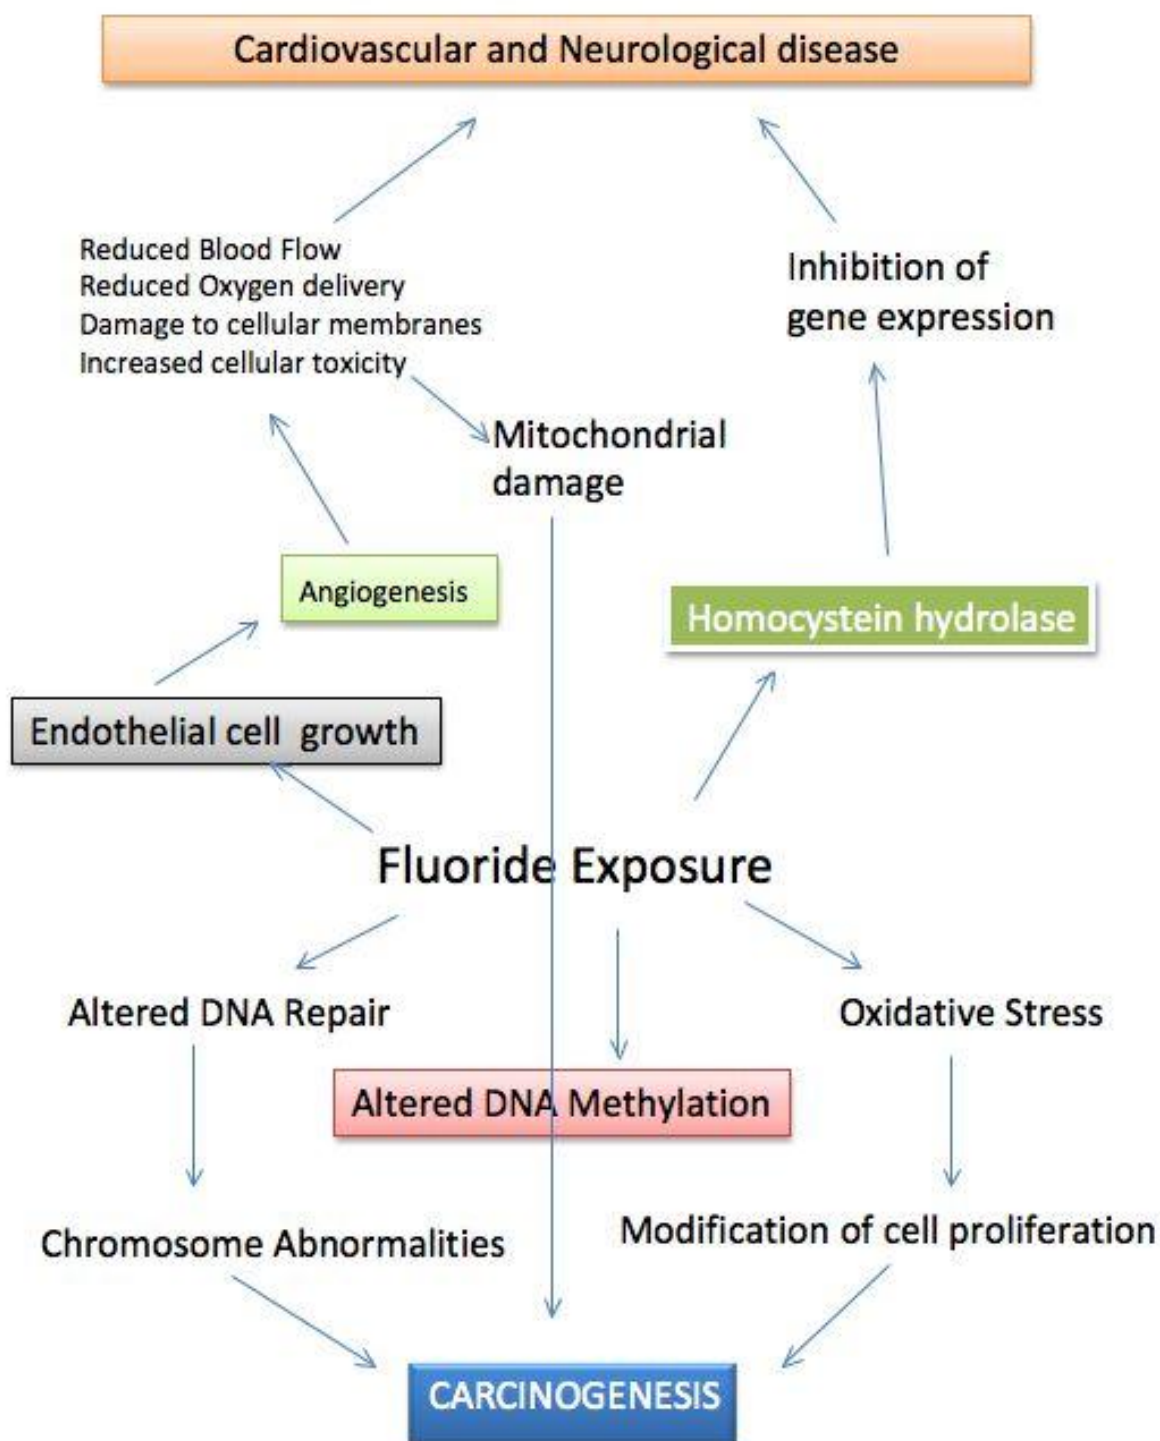 Cardiovascular and Neurological disease
Reduced Blood Flow
Reduced Oxygen delivery
Damage to cellular membranes
Increased cellular toxicity
Inhibition of
gene expression
Mitochondrial
damage
Angiogenesis
Homocystein hydrolase
Endothelial cell growth
Fluoride Exposure
Altered DNA Repair
Oxidative Stress
Altered DNA Methylation
Chromosome Abnormalities
Modification of cell proliferation
CARCINOGENESIS